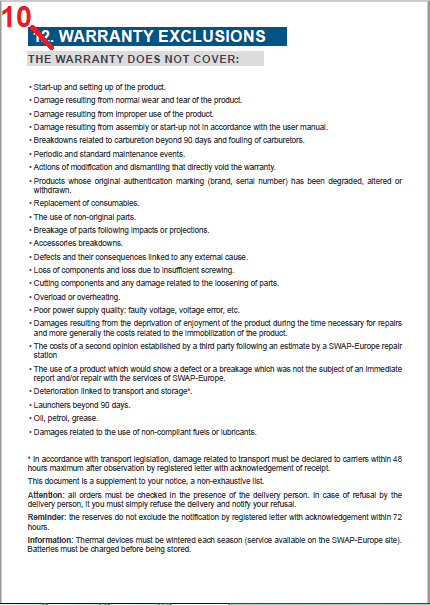 10
12. WARRANTY EXCLUSIONS
THE WARRANTY DOES NOT COVER:
• Start-up and setting up of the product.
• Damage resulting from normal wear and tear of the product.
• Damage resulting from improper use of the product.
• Damage resulting from assembly or start-up not in accordance with the user manual.
• Breakdowns related to carburetion beyond 90 days and fouling of carburetors.
• Periodic and standard maintenance events.
• Actions of modification and dismantling that directly void the warranty.
• Products whose original authentication marking (brand, serial number) has been degraded, altered or
withdrawn.
• Replacement of consumables.
• The use of non-original parts.
• Breakage of parts following impacts or projections.
• Accessories breakdowns.
• Defects and their consequences linked to any external cause.
• Loss of components and loss due to insufficient screwing.
• Cutting components and any damage related to the loosening of parts.
• Overload or overheating.
• Poor power supply quality: faulty voltage, voltage error, etc.
• Damages resulting from the deprivation of enjoyment of the product during the time necessary for repairs
and more generally the costs related to the immobilization of the product.
• The costs of a second opinion established by a third party following an estimate by a SWAP-Europe repair
station
• The use of a product which would show a defect or a breakage which was not the subject of an immediate
report and/or repair with the services of SWAP-Europe.
• Deterioration linked to transport and storage*.
• Launchers beyond 90 days.
• Oil, petrol, grease.
• Damages related to the use of non-compliant fuels or lubricants.
* In accordance with transport legislation, damage related to transport must be declared to carriers within 48
hours maximum after observation by registered letter with acknowledgement of receipt.
This document is a supplement to your notice, a non-exhaustive list.
Attention: all orders must be checked in the presence of the delivery person. In case of refusal by the
delivery person, it you must simply refuse the delivery and notify your refusal.
Reminder: the reserves do not exclude the notification by registered letter with acknowledgement within 72
hours.
Information: Thermal devices must be wintered each season (service available on the SWAP-Europe site).
Batteries must be charged before being stored.